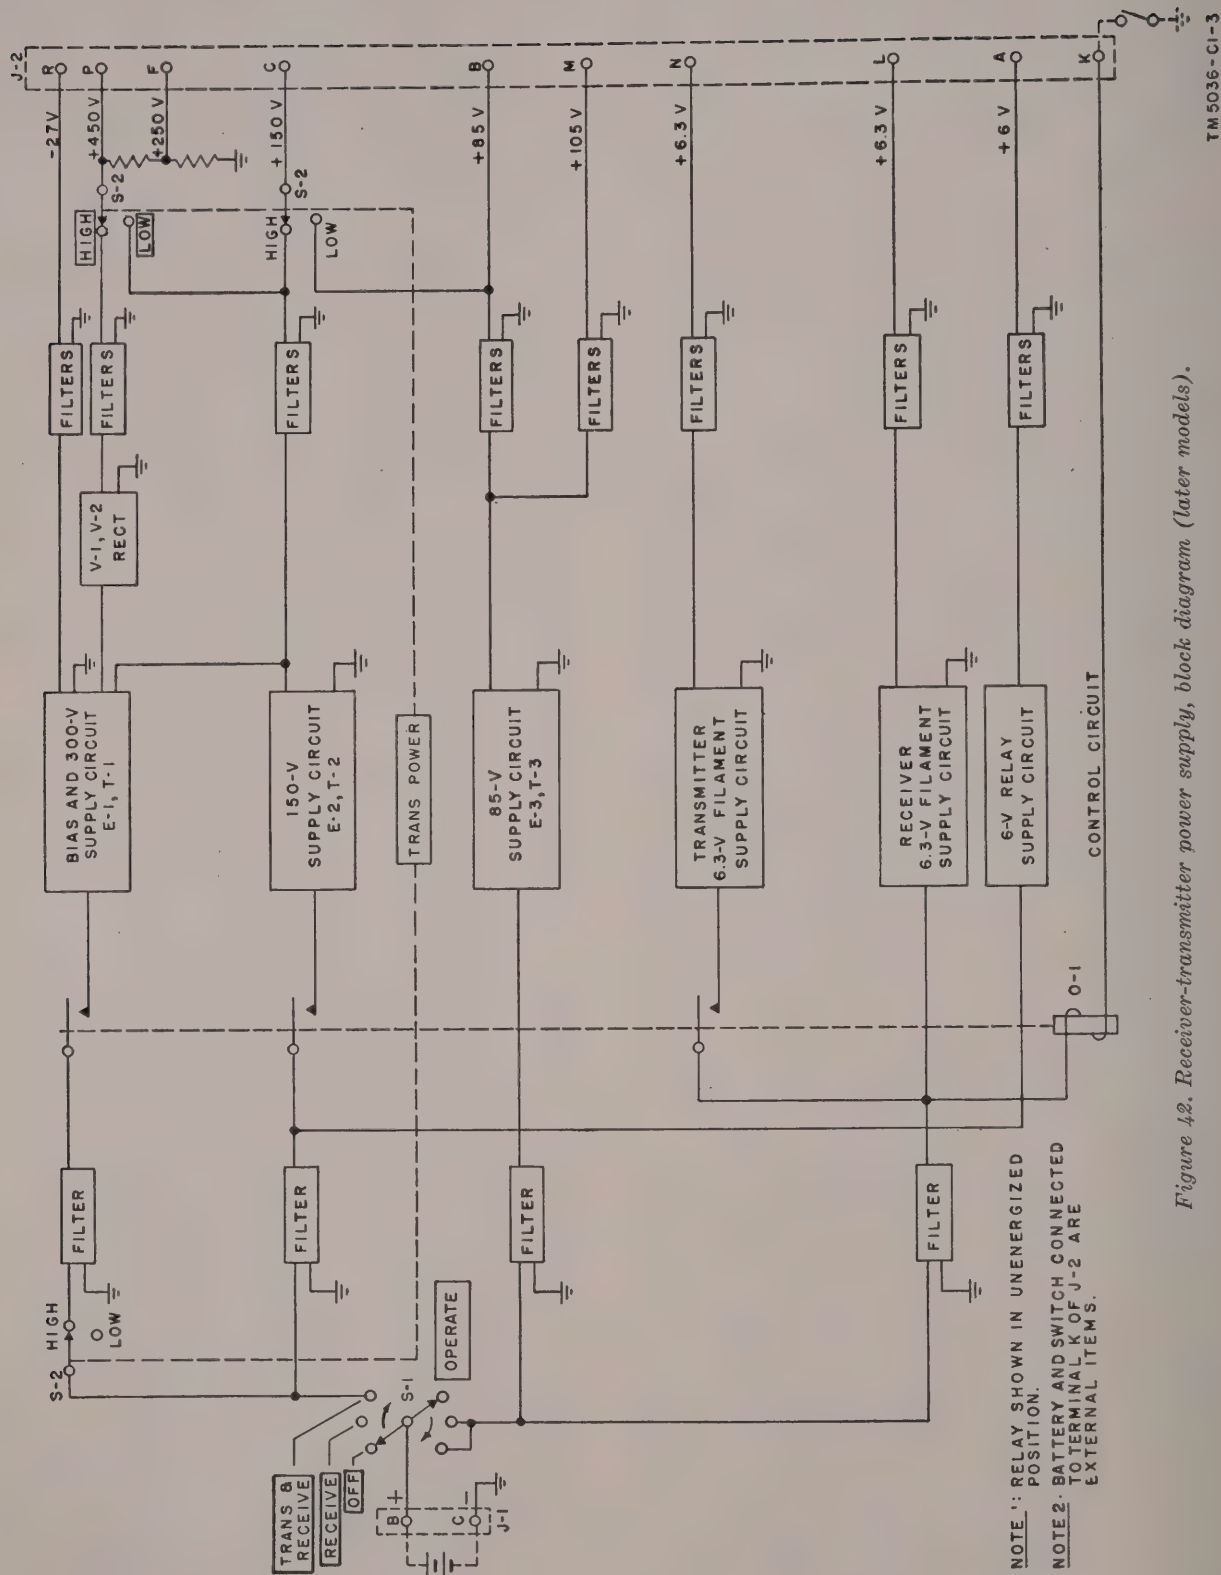 J-2
R
P
F
C
B
M
N
L
A
K
-27V
+450 V
+250 V
+150 V
+85 V
+105 V
+6.3 V
+6.3 V
+6 V
S-2
S-2
HIGH
LOW
HIGH
LOW
FILTERS
FILTERS
FILTERS
FILTERS
FILTERS
FILTERS
FILTERS
FILTERS
V-1, V-2
RECT
BIAS AND 300-V
SUPPLY CIRCUIT
E-1, T-1
150-V
SUPPLY CIRCUIT
E-2, T-2
TRANS POWER
85-V
SUPPLY CIRCUIT
E-3, T-3
TRANSMITTER
6.3-V FILAMENT
SUPPLY CIRCUIT
RECEIVER
6.3-V FILAMENT
SUPPLY CIRCUIT
6-V RELAY
SUPPLY CIRCUIT
CONTROL CIRCUIT
O-1
FILTER
FILTER
FILTER
FILTER
S-2
HIGH
LOW
OPERATE
S-1
TRANS &
RECEIVE
RECEIVE
OFF
+
B
C
-
J-1
NOTE 1: RELAY SHOWN IN UNENERGIZED
POSITION.
NOTE 2: BATTERY AND SWITCH CONNECTED
TO TERMINAL K OF J-2 ARE
EXTERNAL ITEMS.
TM5036-C1-3
Figure 42. Receiver-transmitter power supply, block diagram (later models).